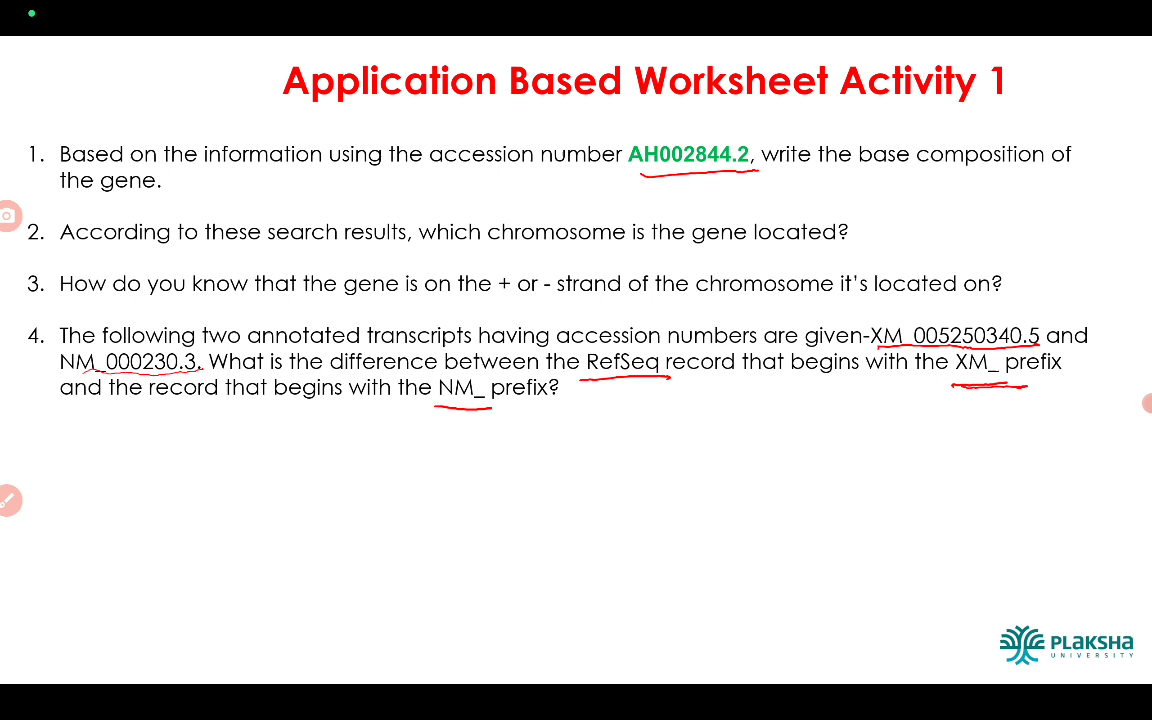 Application Based Worksheet Activity 1
1. Based on the information using the accession number AH002844.2, write the base composition of
the gene.
2. According to these search results, which chromosome is the gene located?
3. How do you know that the gene is on the + or - strand of the chromosome it's located on?
4. The following two annotated transcripts having accession numbers are given-XM_005250340.5 and
NM_000230.3. What is the difference between the RefSeq record that begins with the XM_ prefix
and the record that begins with the NM_ prefix?
PLAKSHA
UNIVERSITY